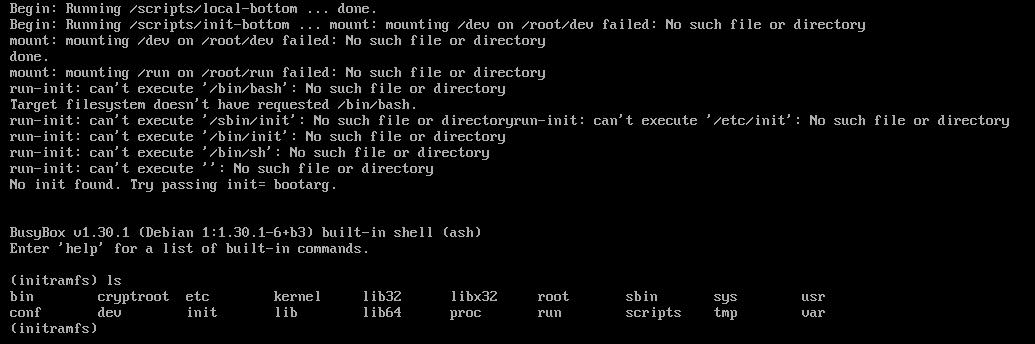 Begin: Running /scripts/local-bottom ... done.
Begin: Running /scripts/init-bottom ... mount: mounting /dev on /root/dev failed: No such file or directory
mount: mounting /dev on /root/dev failed: No such file or directory
done.
mount: mounting /run on /root/run failed: No such file or directory
run-init: can't execute '/bin/bash': No such file or directory
Target filesystem doesn't have requested /bin/bash.
run-init: can't execute '/sbin/init': No such file or directoryrun-init: can't execute '/etc/init': No such file or directory
run-init: can't execute '/bin/init': No such file or directory
run-init: can't execute '/bin/sh': No such file or directory
run-init: can't execute '': No such file or directory
No init found. Try passing init= bootarg.
BusyBox v1.30.1 (Debian 1:1.30.1-6+b3) built-in shell (ash)
Enter 'help' for a list of built-in commands.
(initramfs) ls
bin cryptroot etc kernel lib32 libx32 root sbin sys usr
conf dev init lib lib64 proc run scripts tmp var
(initramfs)